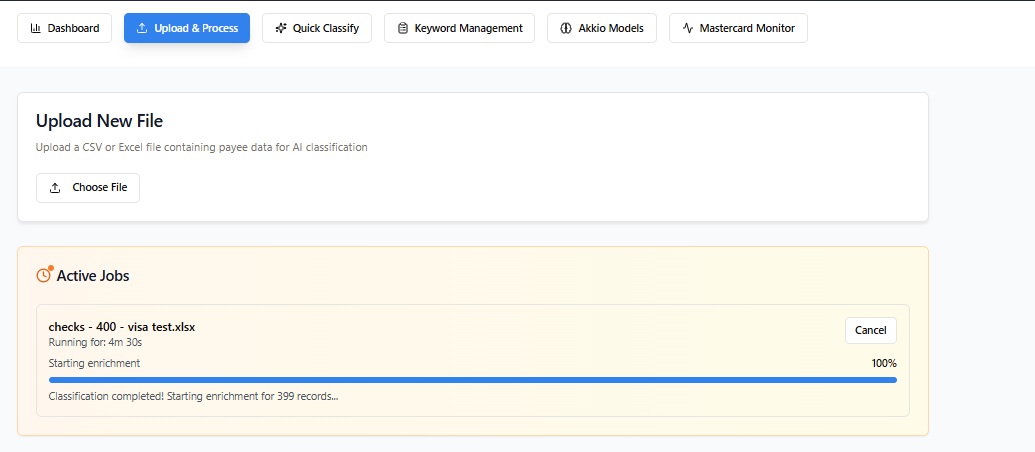 Dashboard Upload & Process Quick Classify Keyword Management Akkio Models Mastercard Monitor
Upload New File
Upload a CSV or Excel file containing payee data for AI classification
Choose File
Active Jobs
checks - 400 - visa test.xlsx
Cancel
Running for: 4m 30s
Starting enrichment 100%
Classification completed! Starting enrichment for 399 records...